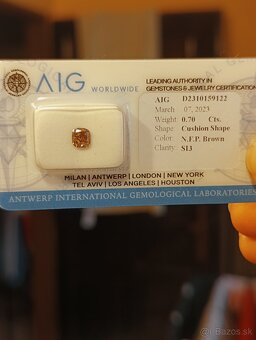 AIG
WORLDWIDE
LEADING AUTHORITY IN
GEMSTONES & JEWELRY CERTIFICATION
AIG D2310159122
March 07, 2023
Weight: 0.70 Cts.
Shape: Cushion Shape
Color: N.F.P. Brown
Clarity: SI3
MILAN | ANTWERP | LONDON | NEW YORK
TEL AVIV | LOS ANGELES | HOUSTON
ANTWERP INTERNATIONAL GEMOLOGICAL LABORATORIES
Bazos.sk